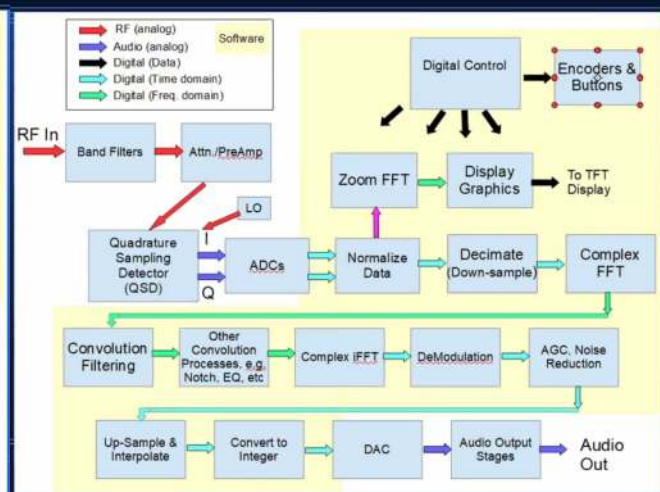 RF (analog)
Audio (analog)
Digital (Data)
Digital (Time domain)
Digital (Freq. domain)
Software
Digital Control
Encoders &
Buttons
RF In
Band Filters
Attn./PreAmp
Zoom FFT
Display
Graphics
To TFT
Display
LO
I
Quadrature
Sampling
Detector
(QSD)
Q
ADCs
Normalize
Data
Decimate
(Down-sample)
Complex
FFT
Convolution
Filtering
Other
Convolution
Processes, e.g.
Notch, EQ, etc
Complex iFFT
DeModulation
AGC, Noise
Reduction
Up-Sample &
Interpolate
Convert to
Integer
DAC
Audio Output
Stages
Audio
Out